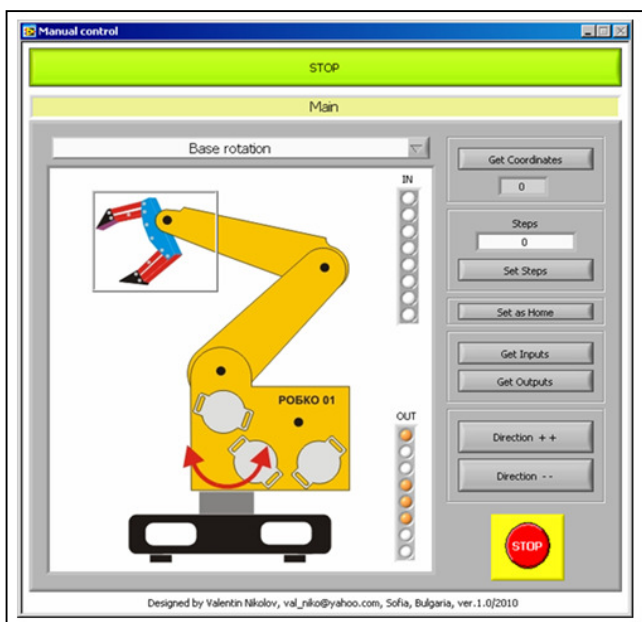 Manual control
STOP
Main
Base rotation
IN
Get Coordinates
0
Steps
0
Set Steps
Set as Home
Get Inputs
Get Outputs
РОБКО 01
OUT
Direction + +
Direction - -
STOP
Designed by Valentin Nikolov, val_niko@yahoo.com, Sofia, Bulgaria, ver.1.0/2010